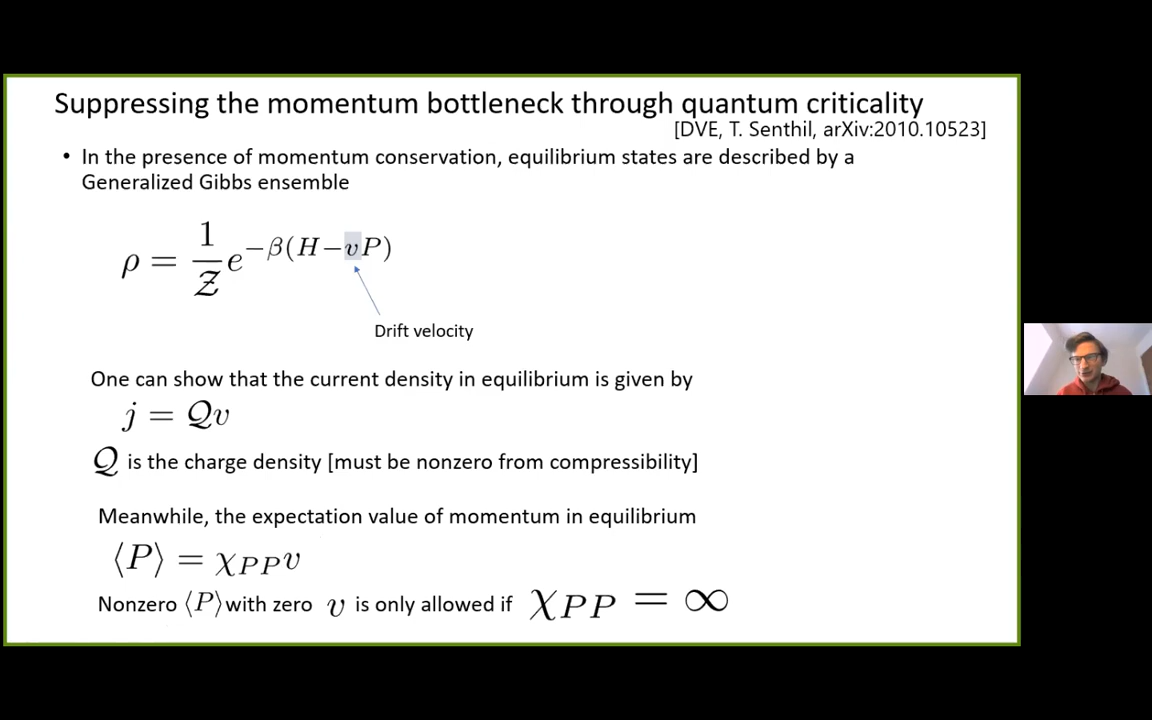 Suppressing the momentum bottleneck through quantum criticality
[DVE, T. Senthil, arXiv:2010.10523]
• In the presence of momentum conservation, equilibrium states are described by a
Generalized Gibbs ensemble
ρ = 1/𝒵 e^{−β(H−vP)}
Drift velocity
One can show that the current density in equilibrium is given by
j = 𝒬v
𝒬 is the charge density [must be nonzero from compressibility]
Meanwhile, the expectation value of momentum in equilibrium
⟨P⟩ = χ_{PP}v
Nonzero ⟨P⟩ with zero v is only allowed if χ_{PP} = ∞